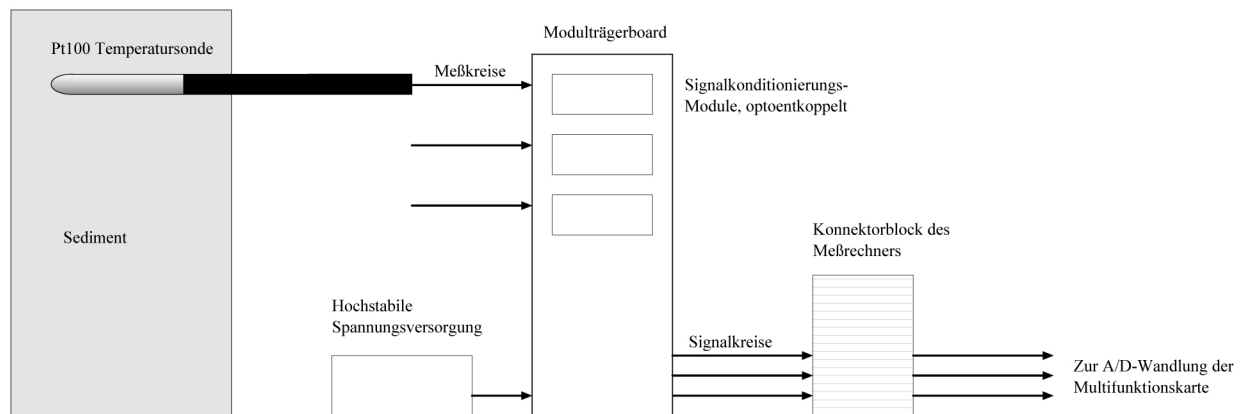 Modulträgerboard
Pt100 Temperatursonde
Meßkreise
Signalkonditionierungs-
Module, optoentkoppelt
Sediment
Konnektorblock des
Meßrechners
Hochstabile
Spannungsversorgung
Signalkreise
Zur A/D-Wandlung der
Multifunktionskarte